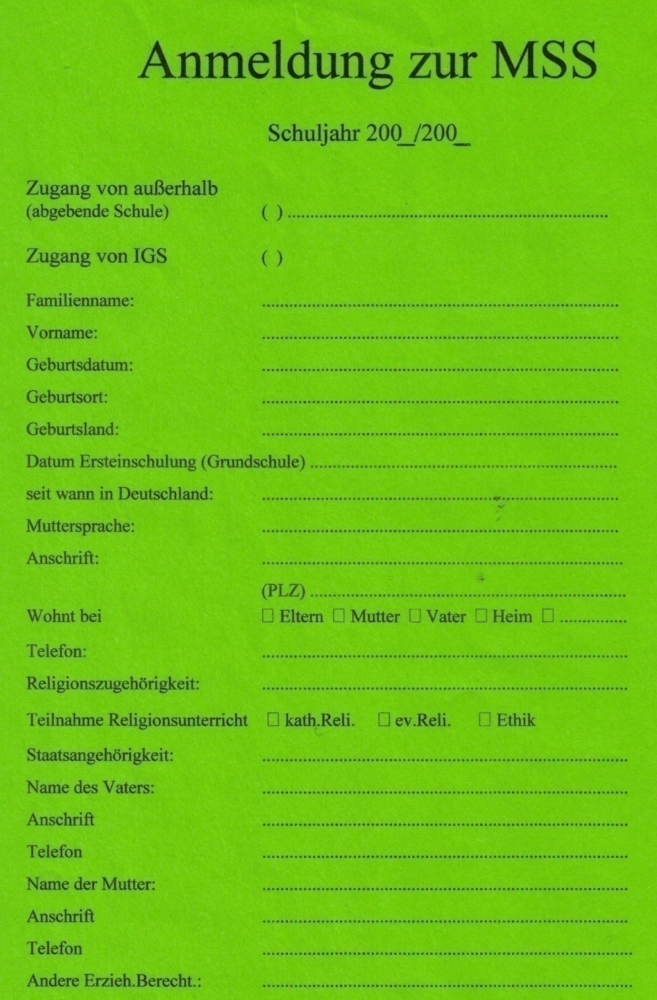 Anmeldung zur MSS
Schuljahr 200_/200_
Zugang von außerhalb
(abgebende Schule) ( ) ........................................................................
Zugang von IGS ( )
Familienname: ................................................................................
Vorname: ................................................................................
Geburtsdatum: ................................................................................
Geburtsort: ................................................................................
Geburtsland: ................................................................................
Datum Ersteinschulung (Grundschule) .....................................................................
seit wann in Deutschland: ................................................................................
Muttersprache: ................................................................................
Anschrift: .................................................................................
(PLZ) .......................................................................
Wohnt bei □ Eltern □ Mutter □ Vater □ Heim □ ...............
Telefon: ..................................................................................
Religionszugehörigkeit: ..................................................................................
Teilnahme Religionsunterricht □ kath.Reli. □ ev.Reli. □ Ethik
Staatsangehörigkeit: ..................................................................................
Name des Vaters: ..................................................................................
Anschrift ..................................................................................
Telefon ..................................................................................
Name der Mutter: ..................................................................................
Anschrift ..................................................................................
Telefon ...................................................................................
Andere Erzieh.Berecht.: ...................................................................................